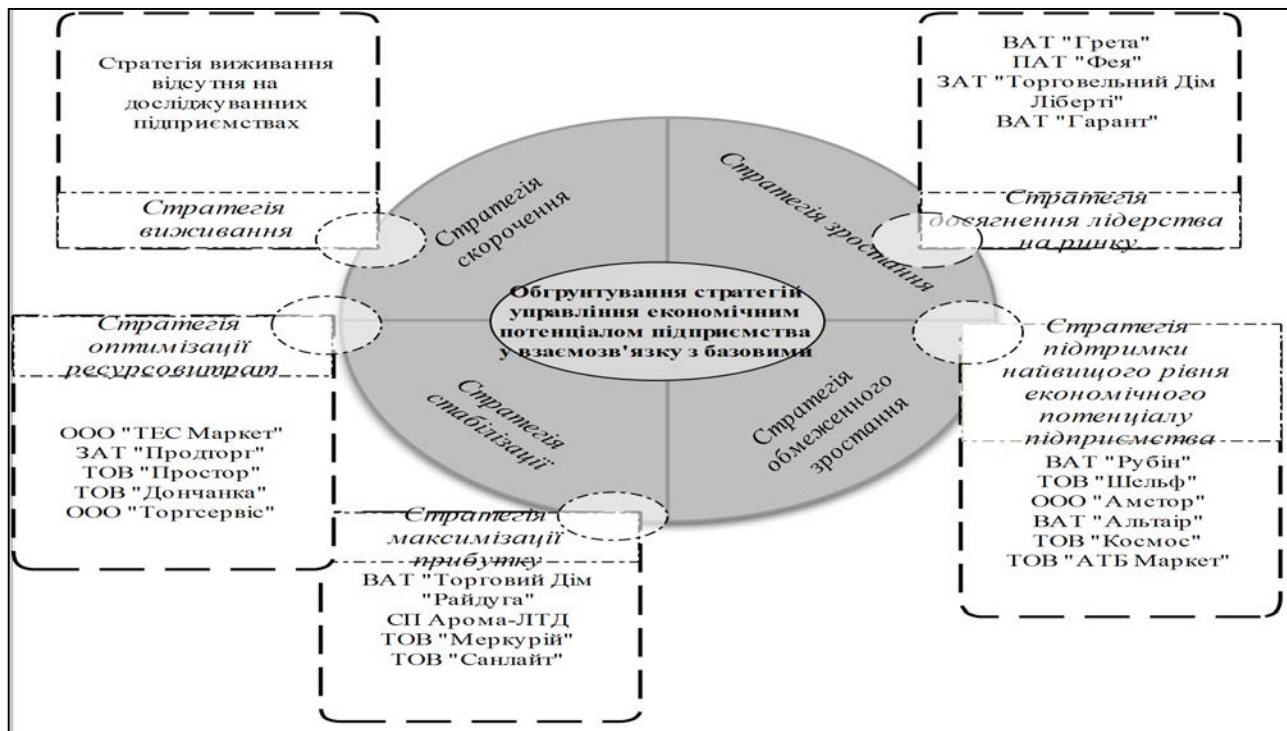 Стратегія виживання
відсутня на
досліджуванних
підприємствах
Стратегія
виживання
ВАТ "Грета"
ПАТ "Фея"
ЗАТ "Торговельний Дім
Ліберті"
ВАТ "Гарант"
Стратегія
досягнення лідерства
на ринку
Стратегія
скорочення
Стратегія зростання
Обгрунтування стратегій
управління економічним
потенціалом підприємства
у взаємозв'язку з базовими
Стратегія
стабілізації
Стратегія
обмеженного
зростання
Стратегія
оптимізації
ресурсовитрат
ООО "ТЕС Маркет"
ЗАТ "Продторг"
ТОВ "Простор"
ТОВ "Дончанка"
ООО "Торгсервіс"
Стратегія
максимізації
прибутку
ВАТ "Торговий Дім
"Райдуга"
СП Арома-ЛТД
ТОВ "Меркурій"
ТОВ "Санлайт"
Стратегія
підтримки
найвищого рівня
економічного
потенціалу
підприємства
ВАТ "Рубін"
ТОВ "Шельф"
ООО "Амстор"
ВАТ "Альтаір"
ТОВ "Космос"
ТОВ "АТБ Маркет"